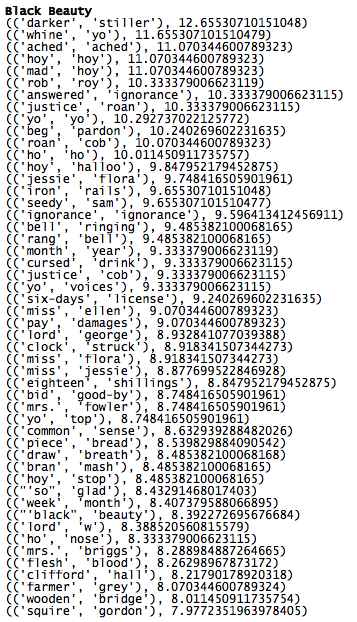 Black Beauty
(('darker', 'stiller'), 12.655307101510​48)
(('whine', 'yo'), 11.655307101510479)
(('ached', 'ached'), 11.070344600789323)
(('hoy', 'hoy'), 11.070344600789323)
(('mad', 'hoy'), 11.070344600789323)
(('rob', 'roy'), 10.333379006623119)
(('answered', 'ignorance'), 10.333379006623115)
(('justice', 'roan'), 10.333379006623115)
(('yo', 'yo'), 10.292737022125772)
(('beg', 'pardon'), 10.240269602231635)
(('roan', 'cob'), 10.070344600789323)
(('ho', 'ho'), 10.011450911735757)
(('hoy', 'halloo'), 9.847952179452875)
(('jessie', 'flora'), 9.748416505901961)
(('iron', 'rails'), 9.65530710151048)
(('seedy', 'sam'), 9.655307101510477)
(('ignorance', 'ignorance'), 9.596413412456911)
(('bell', 'ringing'), 9.485382100068165)
(('rang', 'bell'), 9.485382100068165)
(('month', 'year'), 9.333379006623119)
(('cursed', 'drink'), 9.333379006623115)
(('justice', 'cob'), 9.333379006623115)
(('yo', 'voices'), 9.333379006623115)
(('six-days', 'license'), 9.240269602231635)
(('miss', 'ellen'), 9.070344600789323)
(('pay', 'damages'), 9.070344600789323)
(('lord', 'george'), 8.932841077039388)
(('clock', 'struck'), 8.918341507344273)
(('miss', 'flora'), 8.918341507344273)
(('miss', 'jessie'), 8.877699522846928)
(('eighteen', 'shillings'), 8.847952179452875)
(('bid', 'good-by'), 8.748416505901961)
(('mrs.', 'fowler'), 8.748416505901961)
(('yo', 'top'), 8.748416505901961)
(('common', 'sense'), 8.632939288482026)
(('piece', 'bread'), 8.539829884090542)
(('draw', 'breath'), 8.485382100068168)
(('bran', 'mash'), 8.485382100068165)
(('hoy', 'stop'), 8.485382100068165)
(("'so", 'glad'), 8.43291468017403)
(('week', 'month'), 8.407379588066895)
(("'black", 'beauty'), 8.392272695676684)
(('lord', 'w'), 8.388520560815579)
(('ho', 'nose'), 8.333379006623115)
(('mrs.', 'briggs'), 8.288984887264665)
(('flesh', 'blood'), 8.26298967873172)
(('clifford', 'hall'), 8.21790178920318)
(('farmer', 'grey'), 8.070344600789324)
(('wooden', 'bridge'), 8.011450911735754)
(('squire', 'gordon'), 7.9772351963978405)